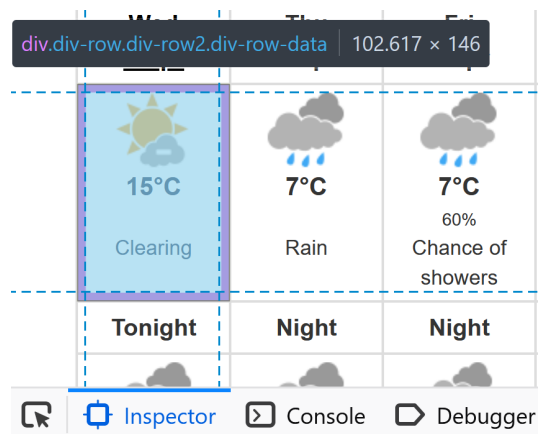 div.div-row.div-row2.div-row-data 102.617 × 146
15°C 7°C 7°C
60%
Clearing Rain Chance of
showers
Tonight Night Night
Inspector Console Debugger